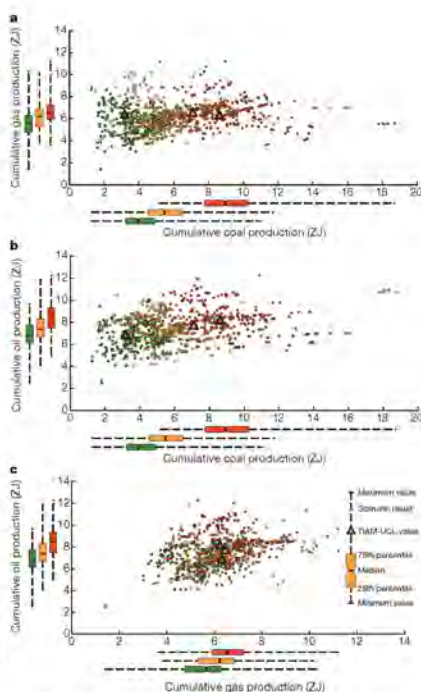 a
14
12
10
8
6
4
2
0
Cumulative gas production (ZJ)
0 2 4 6 8 10 12 14 16 18 20
Cumulative coal production (ZJ)
b
14
12
10
8
6
4
2
0
Cumulative oil production (ZJ)
0 2 4 6 8 10 12 14 16 18 20
Cumulative coal production (ZJ)
c
14
12
10
8
6
4
2
0
Cumulative oil production (ZJ)
Maximum value
TIAM-UCL value
75th percentile
Median
25th percentile
Minimum value
0 2 4 6 8 10 12 14
Cumulative gas production (ZJ)